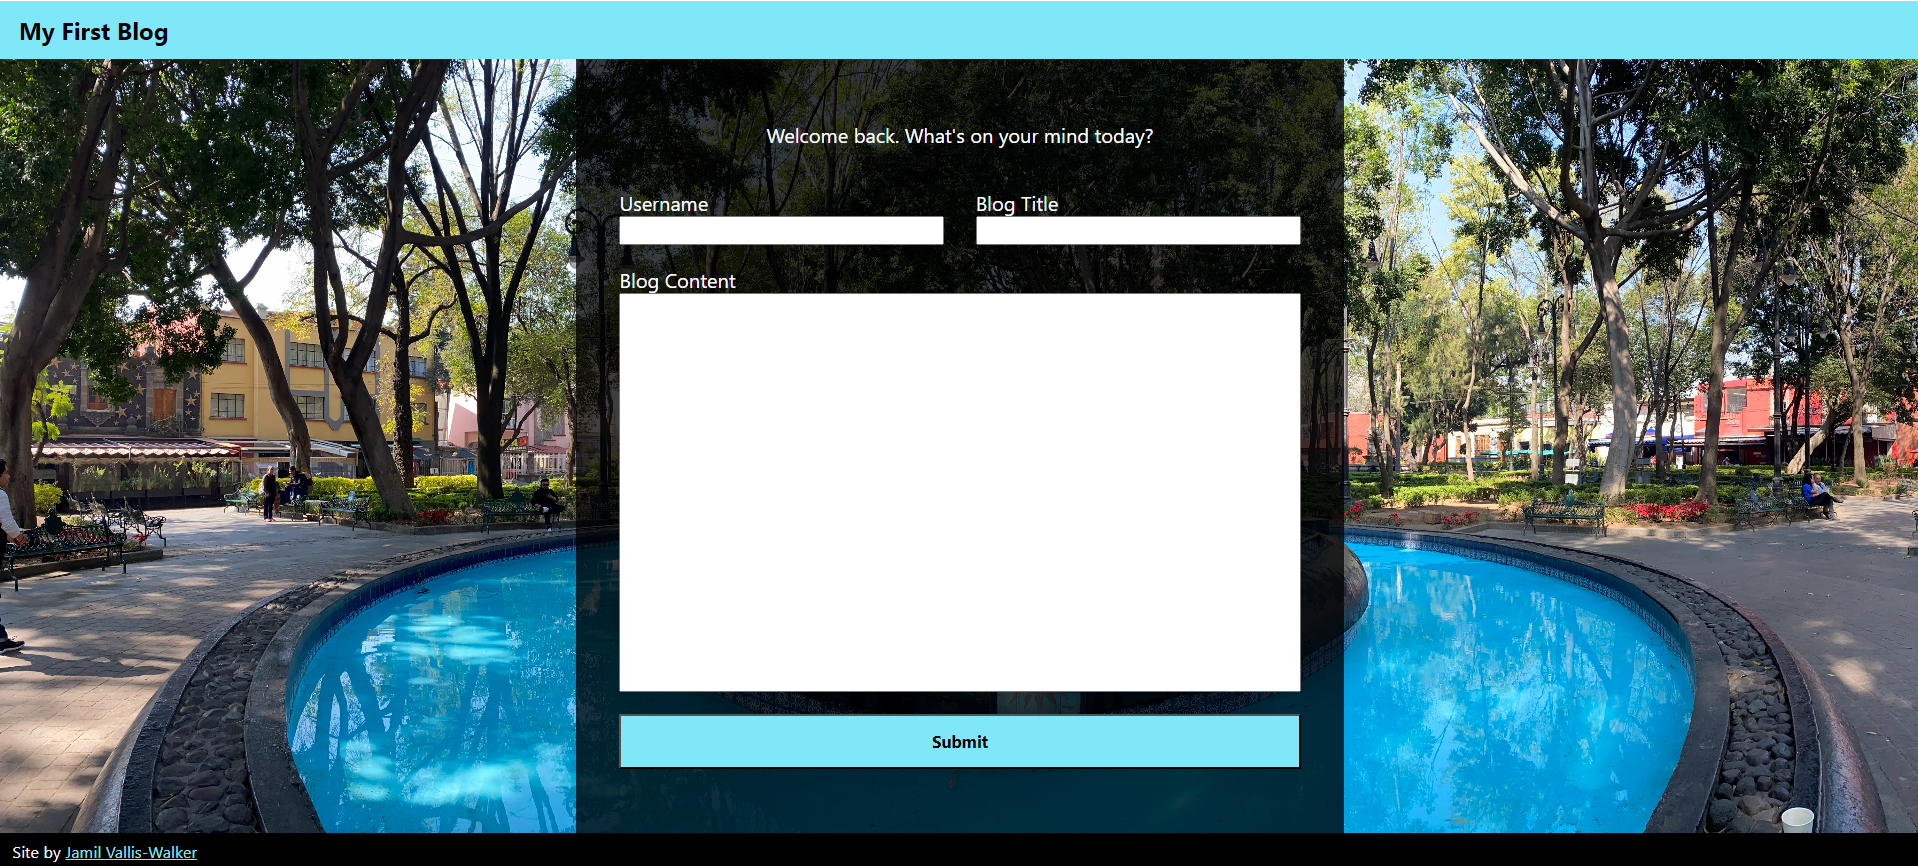 My First Blog
Welcome back. What's on your mind today?
Username
Blog Title
Blog Content
Submit
Site by Jamil Vallis-Walker